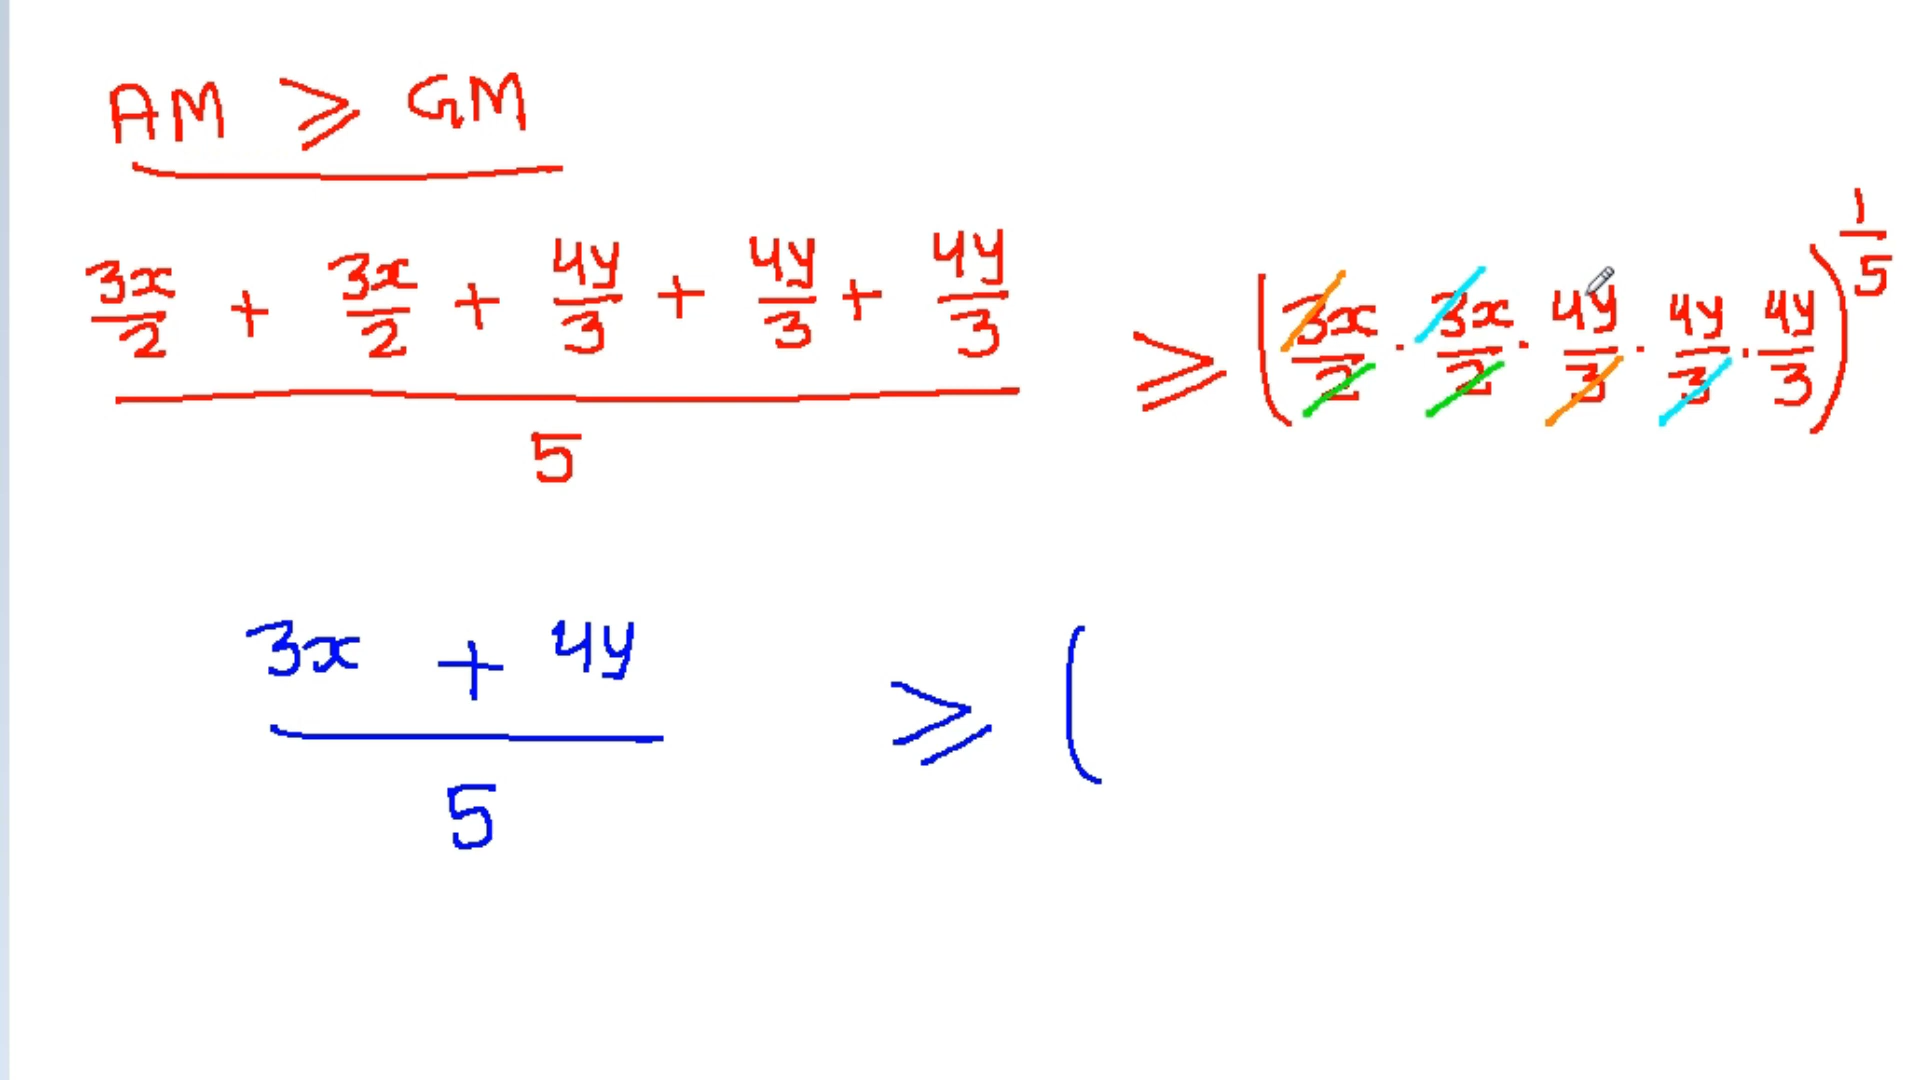 AM ≥ GM
(3x/2 + 3x/2 + 4y/3 + 4y/3 + 4y/3)/5 ≥ (3x/2 · 3x/2 · 4y/3 · 4y/3 · 4y/3)^(1/5)
(3x + 4y)/5 ≥ (